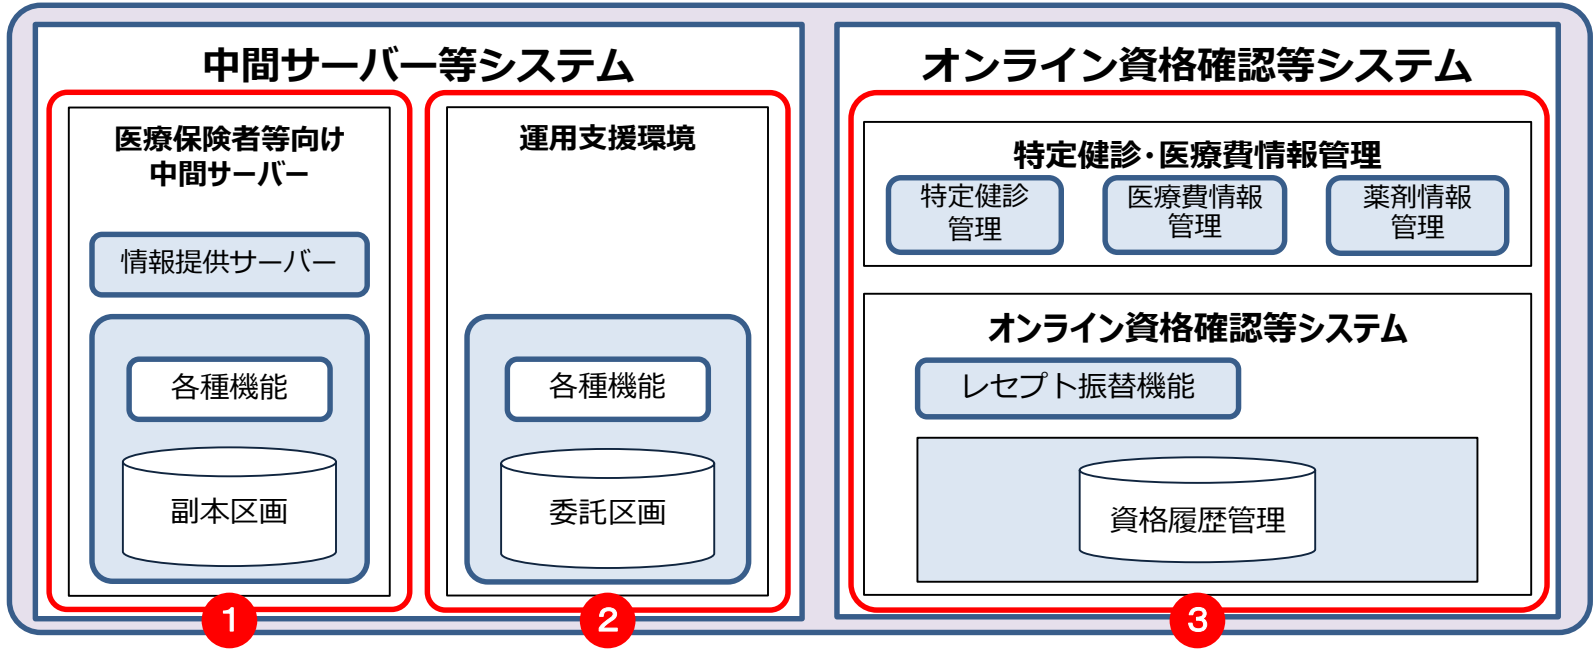 中間サーバー等システム
医療保険者等向け
中間サーバー
情報提供サーバー
各種機能
副本区画
1
運用支援環境
各種機能
委託区画
2
オンライン資格確認等システム
特定健診・医療費情報管理
特定健診
管理
医療費情報
管理
薬剤情報
管理
オンライン資格確認等システム
レセプト振替機能
資格履歴管理
3